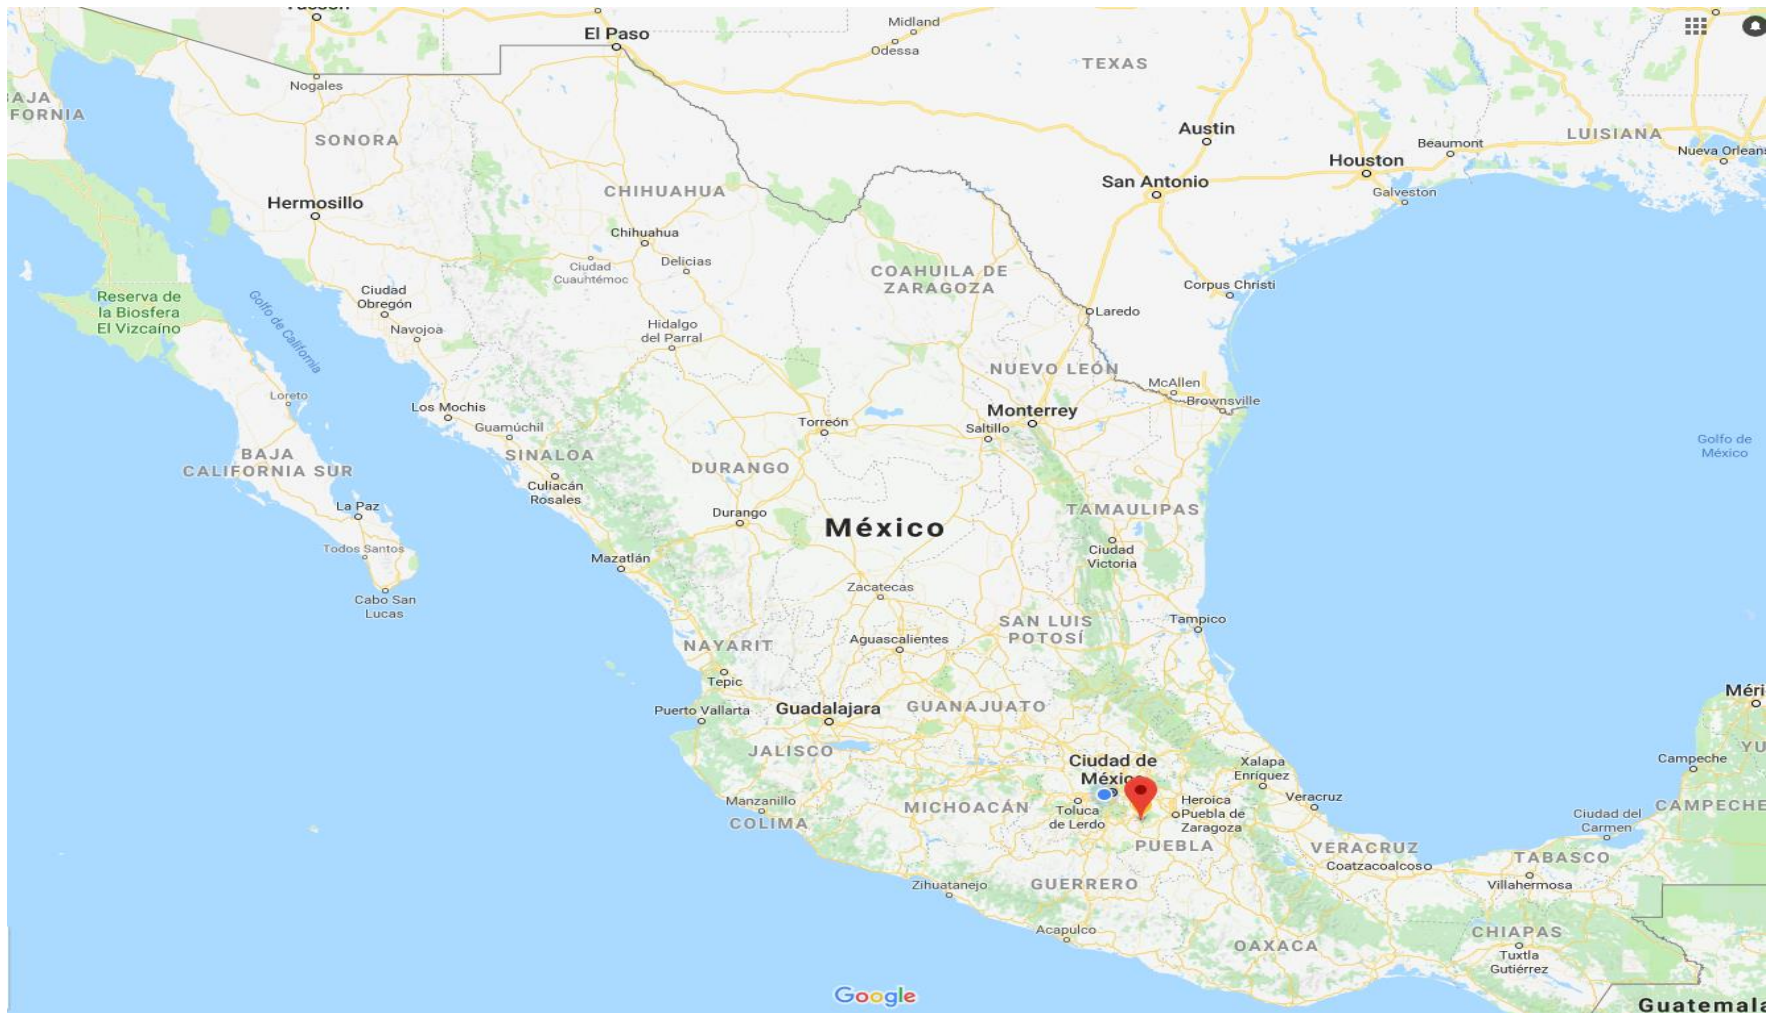 Tucson
El Paso
Midland
Odessa
TEXAS
Nogales
BAJA
FORNIA
SONORA
Austin
Beaumont
LUISIANA
Houston
Nueva Orleans
San Antonio
Galveston
CHIHUAHUA
Hermosillo
Chihuahua
Delicias
Ciudad
Cuauhtémoc
COAHUILA DE
ZARAGOZA
Corpus Christi
Ciudad
Obregón
Reserva de
la Biosfera
El Vizcaíno
Golfo de California
Navojoa
Hidalgo
del Parral
Laredo
NUEVO LEÓN
McAllen
Brownsville
Loreto
Los Mochis
Guamúchil
Torreón
Monterrey
Saltillo
Golfo de
México
BAJA
CALIFORNIA SUR
SINALOA
DURANGO
Culiacán
Rosales
La Paz
Durango
México
TAMAULIPAS
Todos Santos
Mazatlán
Ciudad
Victoria
Cabo San
Lucas
Zacatecas
SAN LUIS
POTOSÍ
Tampico
NAYARIT
Aguascalientes
Tepic
Puerto Vallarta
Guadalajara
GUANAJUATO
Méri
JALISCO
Ciudad de
México
Xalapa
Enríquez
Campeche
YU
Manzanillo
COLIMA
MICHOACÁN
Toluca
de Lerdo
Heroica
Puebla de
Zaragoza
Veracruz
Ciudad del
Carmen
CAMPECHE
PUEBLA
VERACRUZ
Coatzacoalcos
TABASCO
Villahermosa
Zihuatanejo
GUERRERO
Acapulco
OAXACA
CHIAPAS
Tuxtla
Gutiérrez
Google
Guatemala